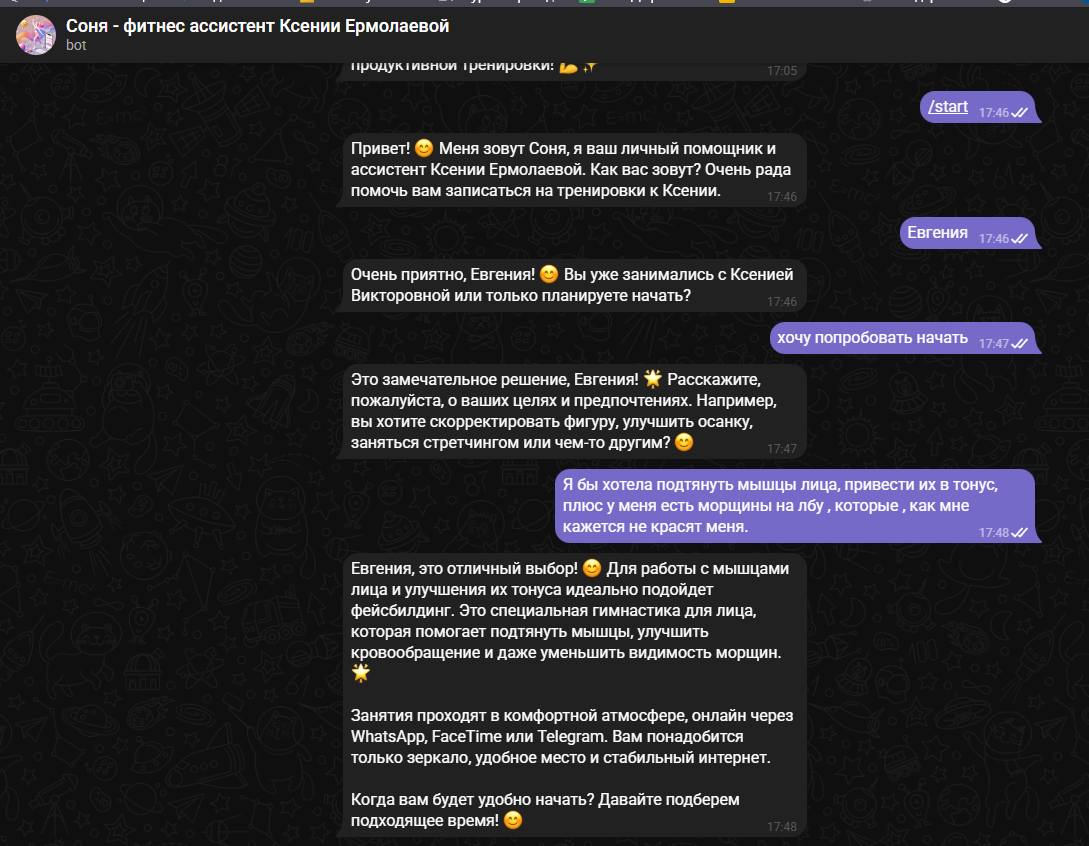 Соня - фитнес ассистент Ксении Ермолаевой
bot
продуктивной тренировки! 💪✨ 17:05
/start 17:46
Привет! 😊 Меня зовут Соня, я ваш личный помощник и
ассистент Ксении Ермолаевой. Как вас зовут? Очень рада
помочь вам записаться на тренировки к Ксении. 17:46
Евгения 17:46
Очень приятно, Евгения! 😊 Вы уже занимались с Ксенией
Викторовной или только планируете начать? 17:46
хочу попробовать начать 17:47
Это замечательное решение, Евгения! 🌟 Расскажите,
пожалуйста, о ваших целях и предпочтениях. Например,
вы хотите скорректировать фигуру, улучшить осанку,
заняться стретчингом или чем-то другим? 😊 17:47
Я бы хотела подтянуть мышцы лица, привести их в тонус,
плюс у меня есть морщины на лбу , которые , как мне
кажется не красят меня. 17:48
Евгения, это отличный выбор! 😊 Для работы с мышцами
лица и улучшения их тонуса идеально подойдет
фейсбилдинг. Это специальная гимнастика для лица,
которая помогает подтянуть мышцы, улучшить
кровообращение и даже уменьшить видимость морщин.
🌟
Занятия проходят в комфортной атмосфере, онлайн через
WhatsApp, FaceTime или Telegram. Вам понадобится
только зеркало, удобное место и стабильный интернет.
Когда вам будет удобно начать? Давайте подберем
подходящее время! 😊 17:48